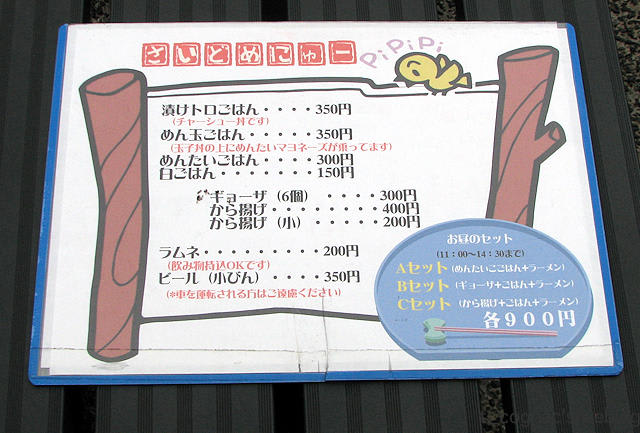 さいどめにゅー
PiPiPi
漬けトロごはん・・・・350円
(チャーシュー丼です)
めん玉ごはん・・・・350円
(玉子丼の上にめんたいマヨネーズが乗ってます)
めんたいごはん・・・・300円
白ごはん・・・・・・・150円
ギョーザ（6個）・・・・・300円
から揚げ・・・・・・・・400円
から揚げ（小）・・・・・200円
ラムネ・・・・・・・・・200円
(飲み物持込OKです)
ビール（小びん）・・・・350円
(*車を運転される方はご遠慮ください)
お昼のセット
(11：00〜14：30まで)
Aセット(めんたいここごはん+ラーメン)
Bセット(ギョーザ+ごはん+ラーメン)
Cセット(から揚げ+ごはん+ラーメン)
各９００円